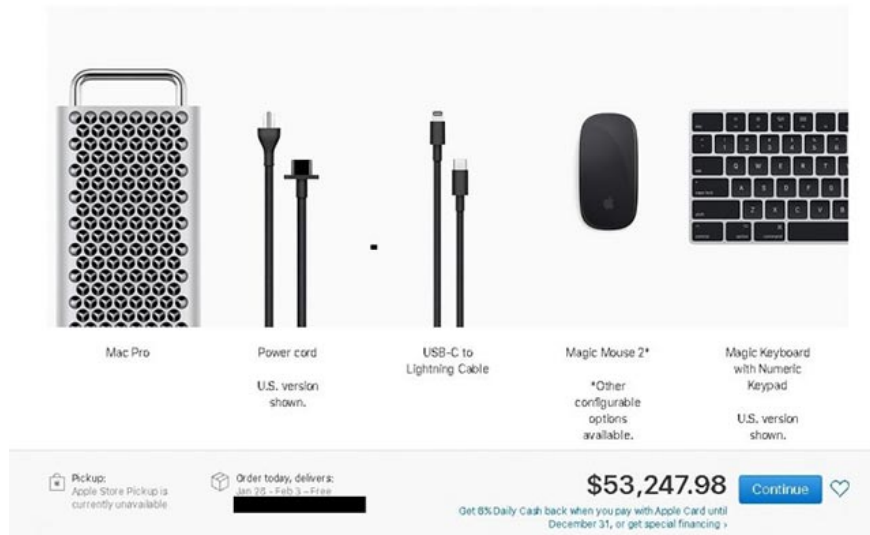 Mac Pro
Power cord
U.S. version
shown.
USB-C to
Lightning Cable
Magic Mouse 2*
*Other
configurable
options
available.
Magic Keyboard
with Numeric
Keypad
U.S. version
shown.
Pickup:
Apple Store Pickup is
currently unavailable
Order today, delivers:
Jan 26 - Feb 3 – Free
$53,247.98
Continue
Get 6% Daily Cash back when you pay with Apple Card until
December 31, or get special financing ›